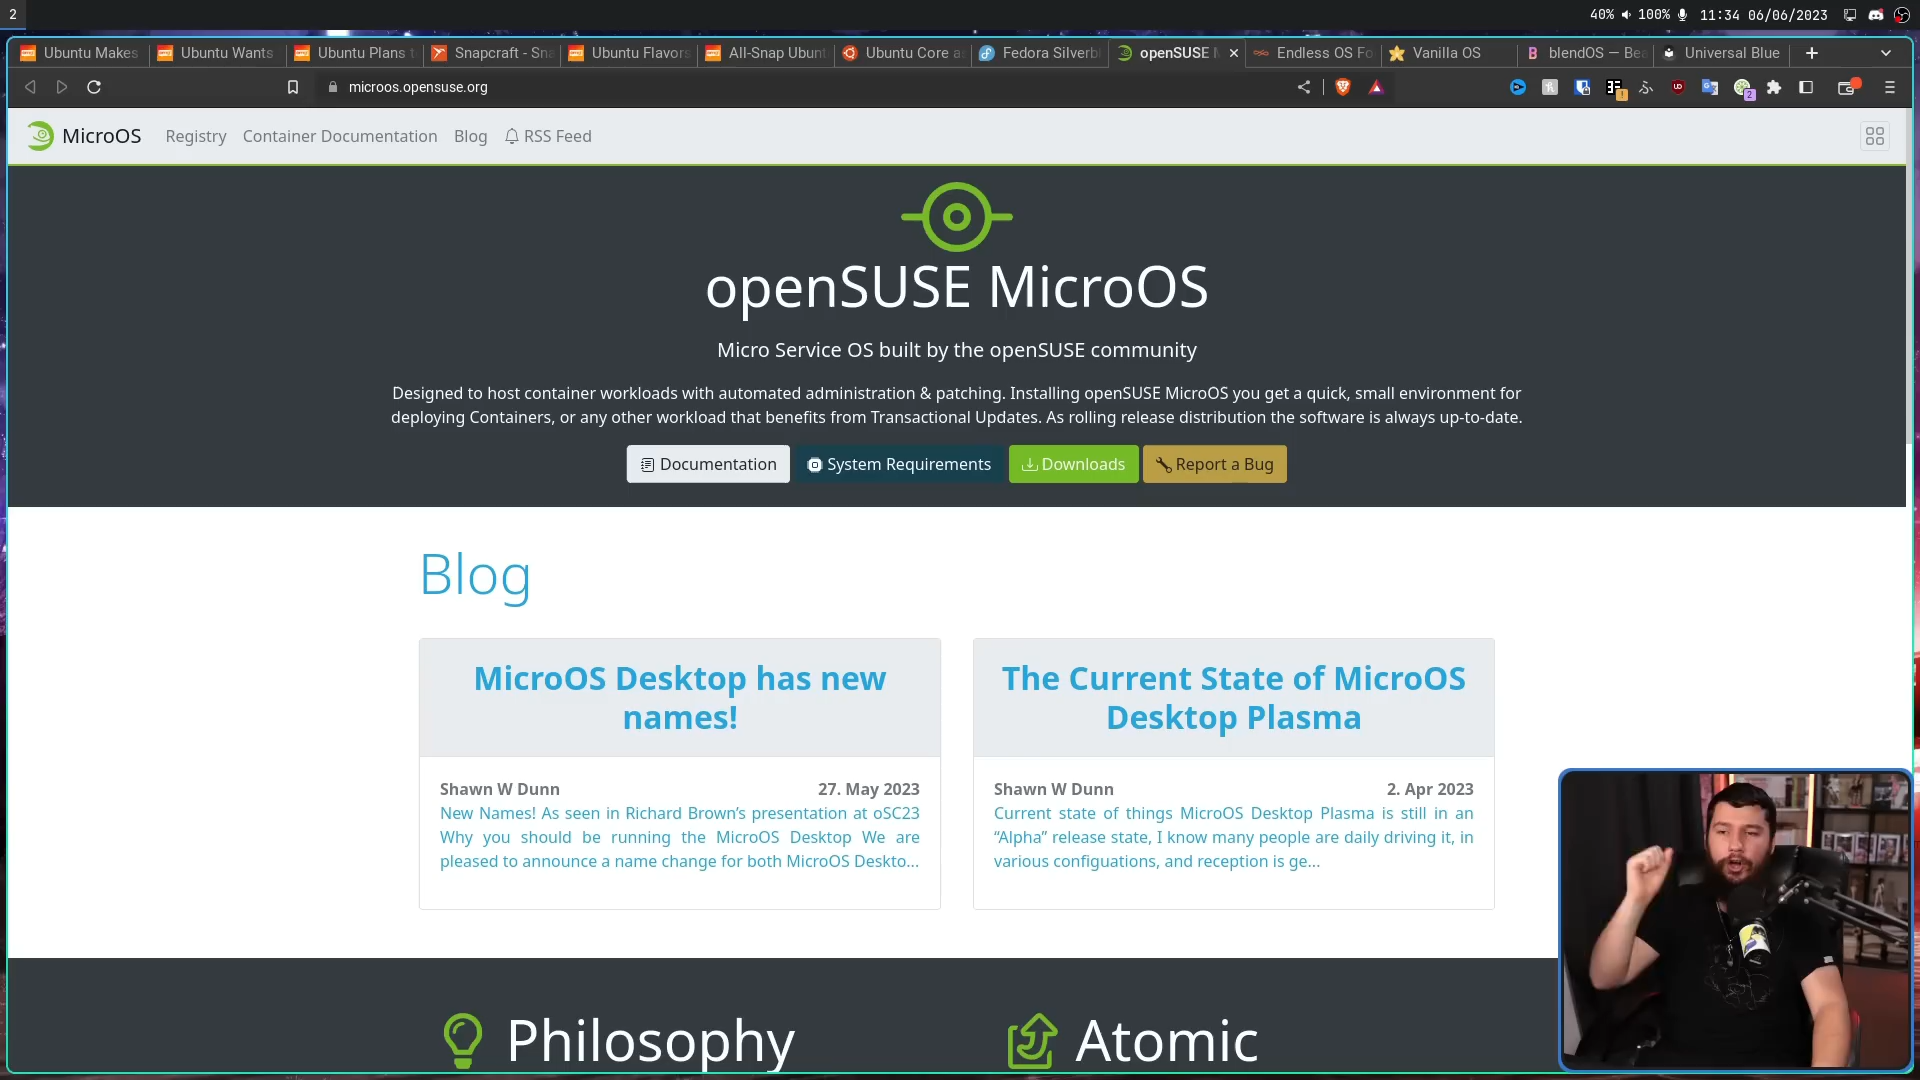 2
40% 100% 11:34 06/06/2023
Ubuntu Makes Ubuntu Wants Ubuntu Plans t Snapcraft - Sna Ubuntu Flavors All-Snap Ubunt Ubuntu Core a Fedora Silverbl openSUSE M Endless OS Fo Vanilla OS blendOS — Bea Universal Blue
microos.opensuse.org
MicroOS Registry Container Documentation Blog RSS Feed
openSUSE MicroOS
Micro Service OS built by the openSUSE community
Designed to host container workloads with automated administration & patching. Installing openSUSE MicroOS you get a quick, small environment for
deploying Containers, or any other workload that benefits from Transactional Updates. As rolling release distribution the software is always up-to-date.
Documentation System Requirements Downloads Report a Bug
Blog
MicroOS Desktop has new
names!
Shawn W Dunn 27. May 2023
New Names! As seen in Richard Brown’s presentation at oSC23
Why you should be running the MicroOS Desktop We are
pleased to announce a name change for both MicroOS Deskto...
The Current State of MicroOS
Desktop Plasma
Shawn W Dunn 2. Apr 2023
Current state of things MicroOS Desktop Plasma is still in an
“Alpha” release state, I know many people are daily driving it, in
various configuations, and reception is ge...
Philosophy
Atomic